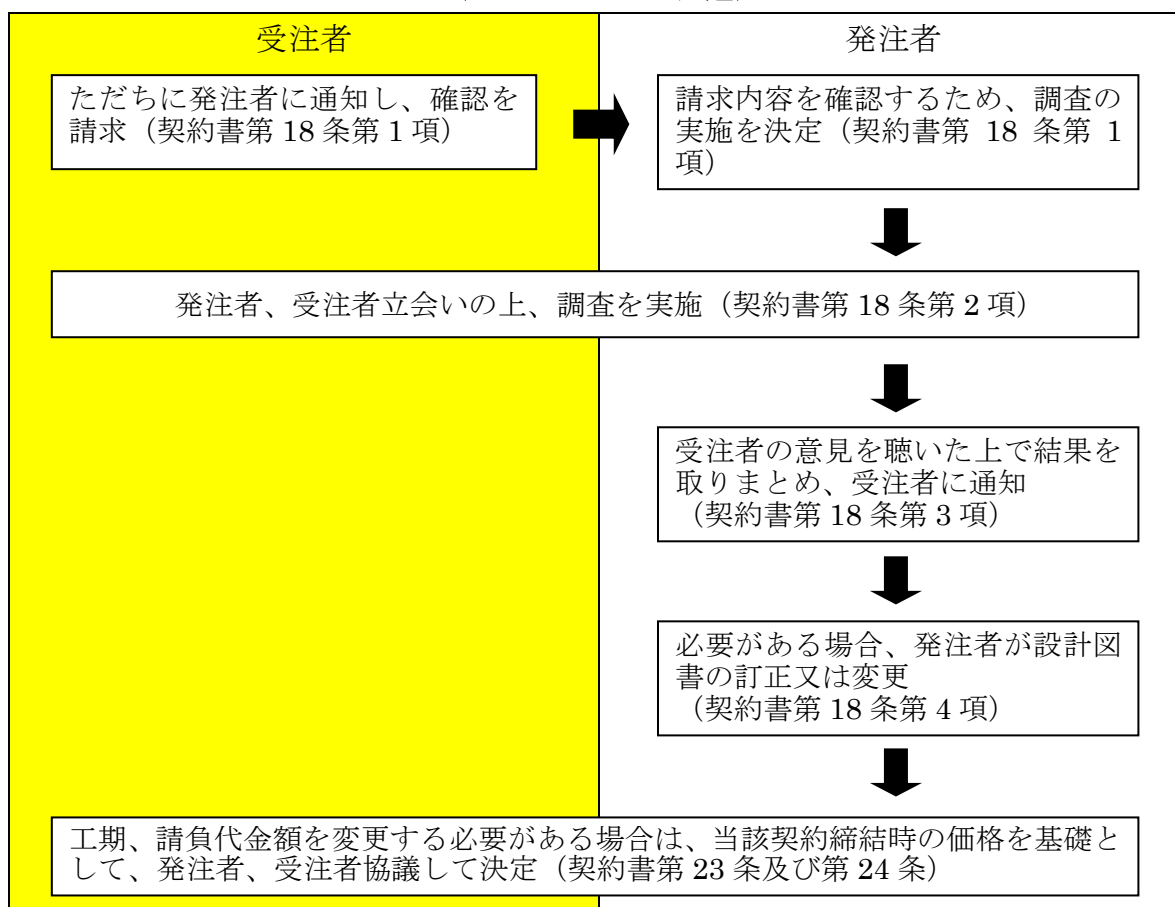 受注者
発注者
ただちに発注者に通知し、確認を
請求（契約書第 18 条第 1 項）
請求内容を確認するため、調査の
実施を決定（契約書第 18 条第 1
項）
発注者、受注者立会いの上、調査を実施（契約書第 18 条第 2 項）
受注者の意見を聴いた上で結果を
取りまとめ、受注者に通知
（契約書第 18 条第 3 項）
必要がある場合、発注者が設計図
書の訂正又は変更
（契約書第 18 条第 4 項）
工期、請負代金額を変更する必要がある場合は、当該契約締結時の価格を基礎と
して、発注者、受注者協議して決定（契約書第 23 条及び第 24 条）